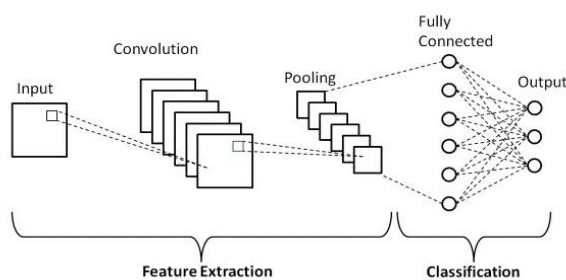 Input
Convolution
Pooling
Fully
Connected
Output
Feature Extraction
Classification